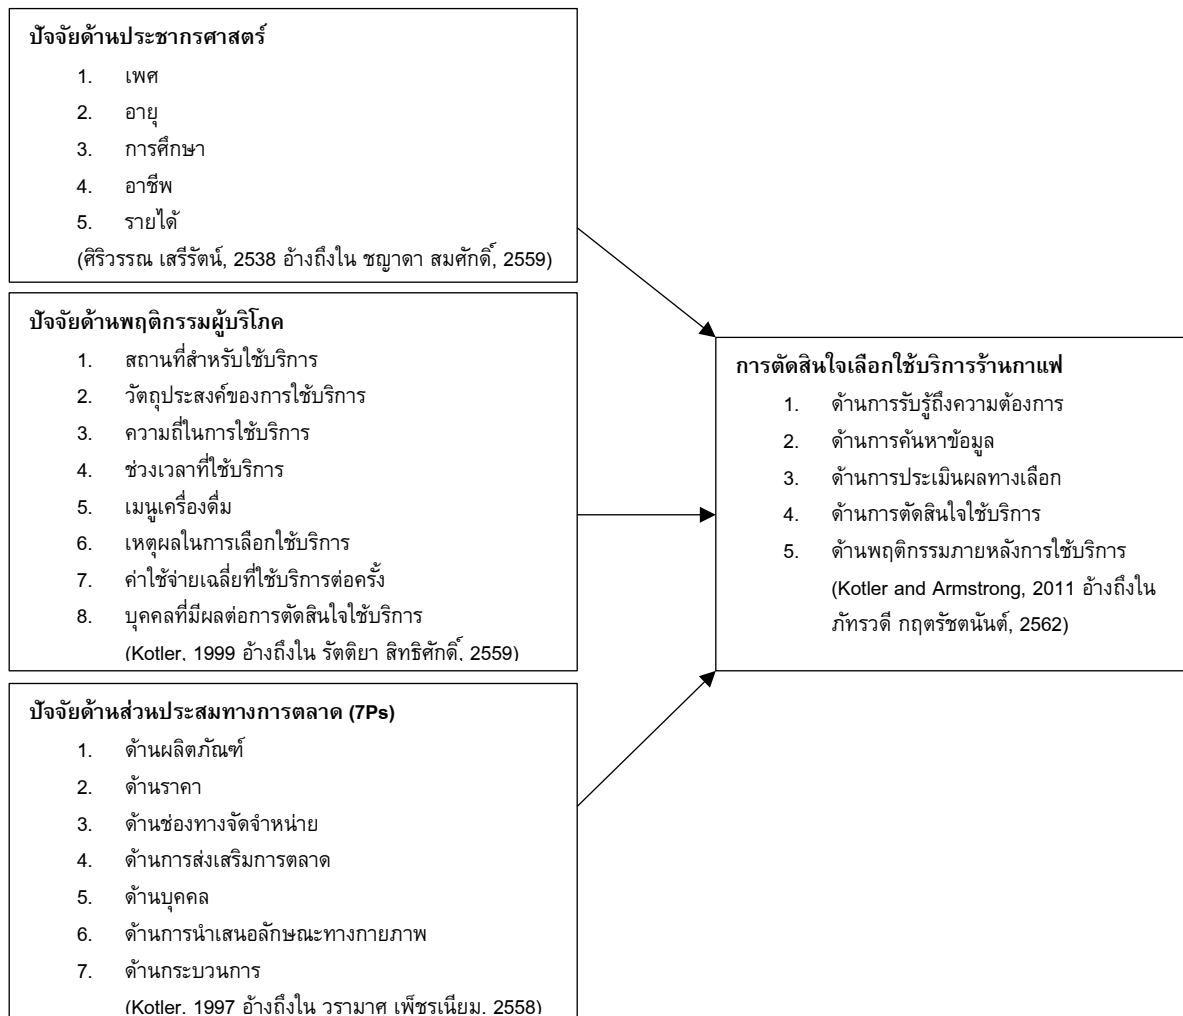 ปัจจัยด้านประชากรศาสตร์
1. เพศ
2. อายุ
3. การศึกษา
4. อาชีพ
5. รายได้
(ศิริวรรณ เสรีรัตน์, 2538 อ้างถึงใน ชญาดา สมศักดิ์, 2559)
ปัจจัยด้านพฤติกรรมผู้บริโภค
1. สถานที่สำหรับใช้บริการ
2. วัตถุประสงค์ของการใช้บริการ
3. ความถี่ในการใช้บริการ
4. ช่วงเวลาที่ใช้บริการ
5. เมนูเครื่องดื่ม
6. เหตุผลในการเลือกใช้บริการ
7. ค่าใช้จ่ายเฉลี่ยที่ใช้บริการต่อครั้ง
8. บุคคลที่มีผลต่อการตัดสินใจใช้บริการ
(Kotler, 1999 อ้างถึงใน รัตติยา สิทธิศักดิ์, 2559)
ปัจจัยด้านส่วนประสมทางการตลาด (7Ps)
1. ด้านผลิตภัณฑ์
2. ด้านราคา
3. ด้านช่องทางจัดจำหน่าย
4. ด้านการส่งเสริมการตลาด
5. ด้านบุคคล
6. ด้านการนำเสนอลักษณะทางกายภาพ
7. ด้านกระบวนการ
(Kotler, 1997 อ้างถึงใน วรามาศ เพ็ชรเนียม, 2558)
การตัดสินใจเลือกใช้บริการร้านกาแฟ
1. ด้านการรับรู้ถึงความต้องการ
2. ด้านการค้นหาข้อมูล
3. ด้านการประเมินผลทางเลือก
4. ด้านการตัดสินใจใช้บริการ
5. ด้านพฤติกรรมภายหลังการใช้บริการ
(Kotler and Armstrong, 2011 อ้างถึงใน
ภัทรวดี กฤตรัชตนันต์, 2562)